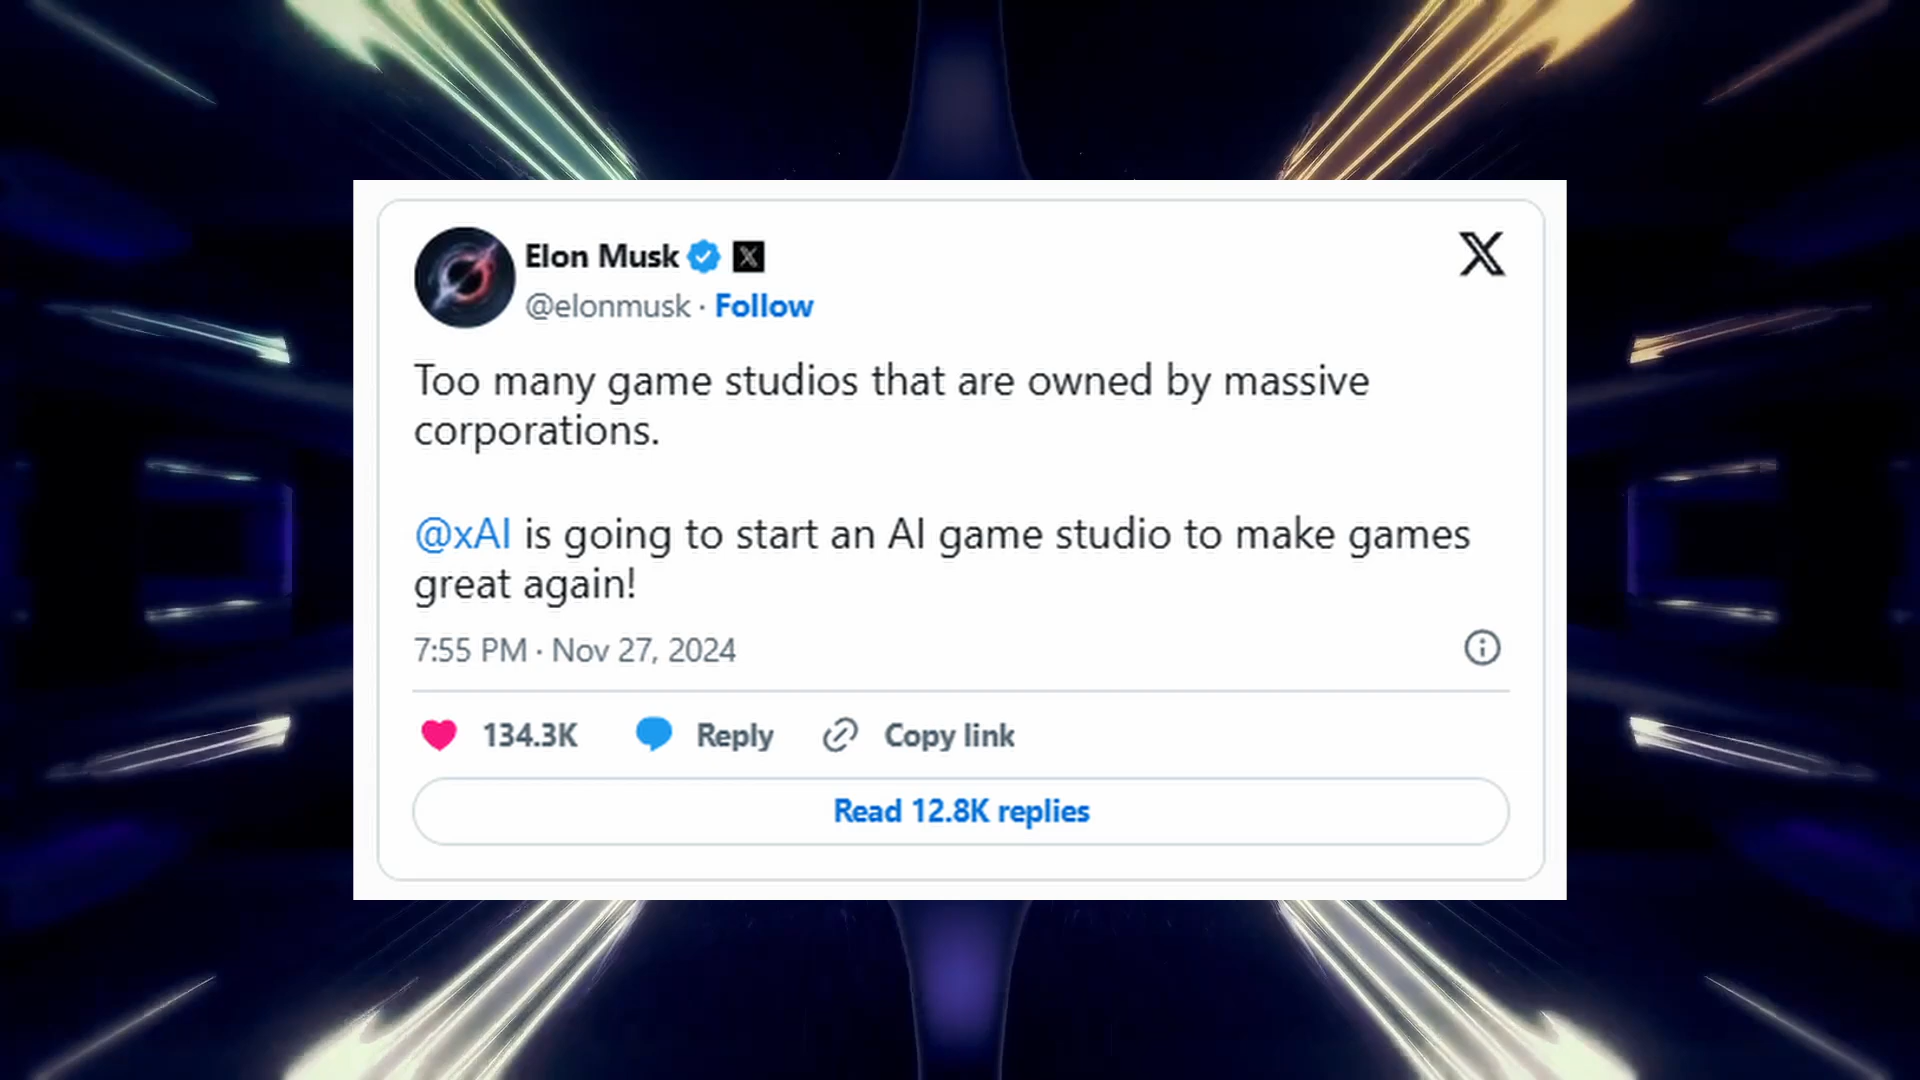 Elon Musk
@elonmusk · Follow
Too many game studios that are owned by massive
corporations.
@xAI is going to start an AI game studio to make games
great again!
7:55 PM · Nov 27, 2024
134.3K Reply Copy link
Read 12.8K replies